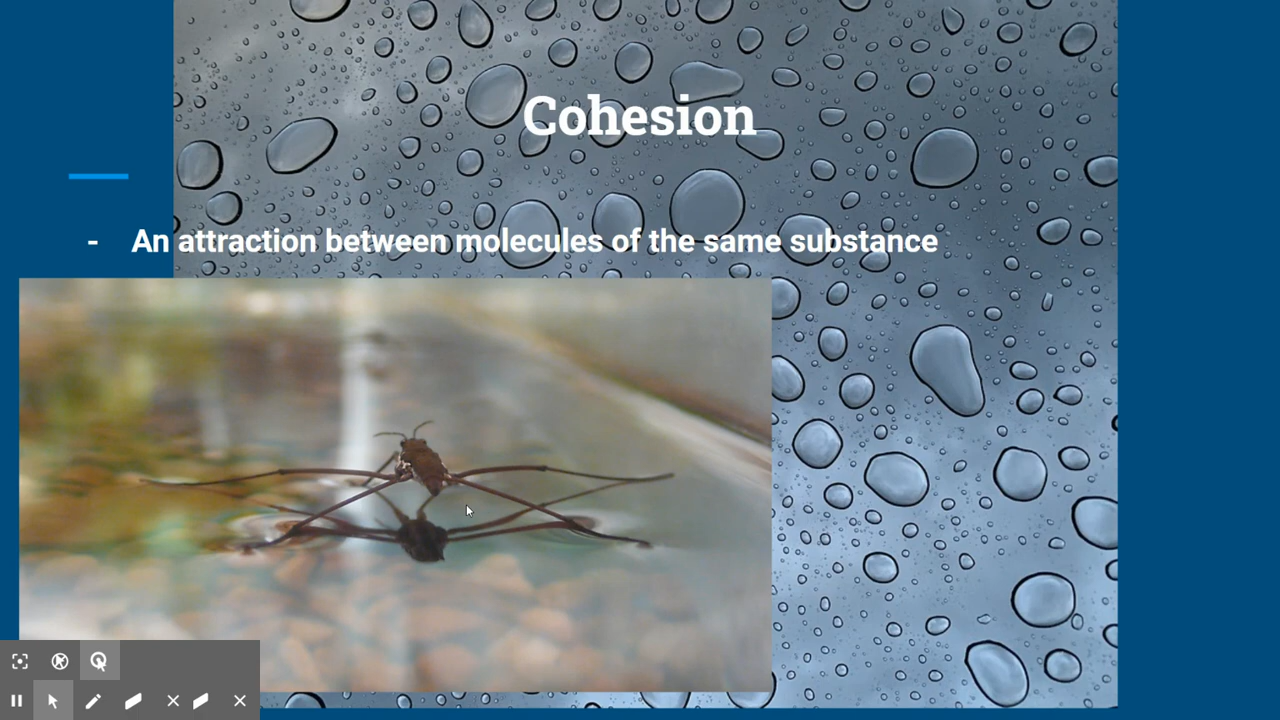 Cohesion
- An attraction between molecules of the same substance